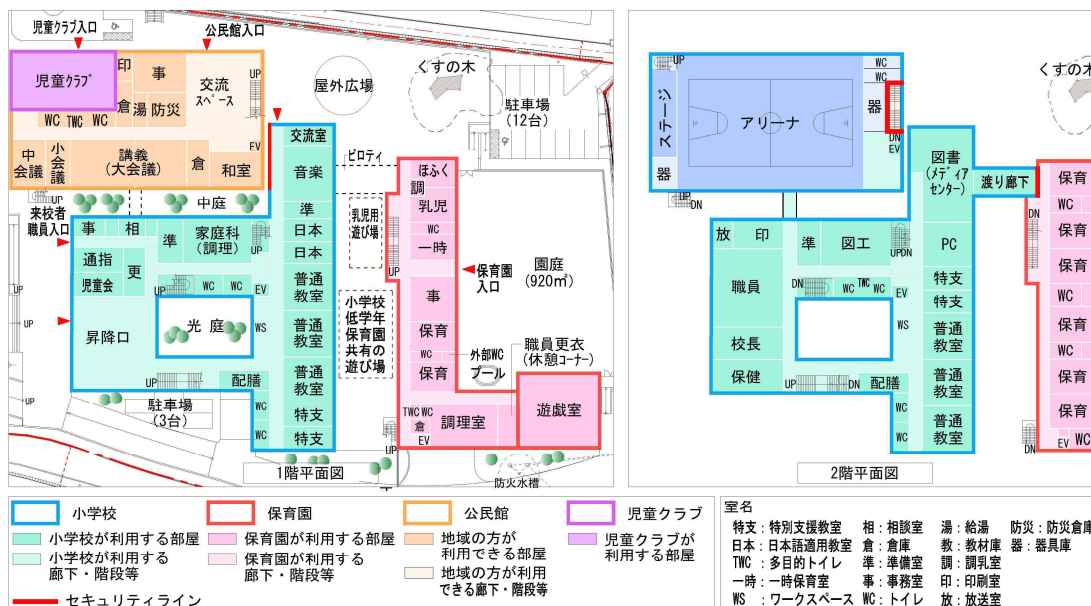 児童クラブ入口
公民館入口
児童クラブ
印
事
交流
スペース
UP
倉
湯
防災
WC
TWC
WC
EV
中
会議
小
会議
講義
(大会議)
倉
和室
屋外広場
くすの木
駐車場
(12台)
交流室
音楽
準
日本
日本
普通
教室
普通
教室
普通
教室
特支
特支
ピロティ
UP
来校者
職員入口
中庭
事
相
準
家庭科
(調理)
UP
通指
児童会
更
UP
WC
WC
EV
昇降口
光庭
WS
UP
配膳
WC
WC
駐車場
(3台)
UP
UP
乳児用
遊び場
小学校
低学年
保育園
共有の
遊び場
ほふく
調
乳児
WC
一時
UP
事
保育
WC
保育
保育園
入口
園庭
(920㎡)
外部WC
プール
職員更衣
(休憩コーナー)
TWC
WC
倉
EV
調理室
遊戯室
UP
防火水槽
1階平面図
ステージ
器
UP
アリーナ
WC
WC
器
DN
EV
UP
DN
くすの木
図書
(メディア
センター)
渡り廊下
DN
放
印
準
図工
UP
DN
PC
職員
DN
WC
TWC
WC
EV
特支
特支
WS
普通
教室
普通
教室
普通
教室
校長
保健
UP
DN
配膳
WC
WC
保育
WC
保育
保育
保育
WC
保育
保育
DN
EV
WC
2階平面図
小学校
小学校が利用する部屋
小学校が利用する
廊下・階段等
セキュリティライン
保育園
保育園が利用する部屋
保育園が利用する
廊下・階段等
公民館
地域の方が
利用できる部屋
地域の方が利用
できる廊下・階段等
児童クラブ
児童クラブが
利用する部屋
室名
特支：特別支援教室 相：相談室 湯：給湯 防災：防災倉庫
日本：日本語適用教室 倉：倉庫 教：教材庫 器：器具庫
TWC：多目的トイレ 準：準備室 調：調乳室
一時：一時保育室 事：事務室 印：印刷室
WS：ワークスペース WC：トイレ 放：放送室